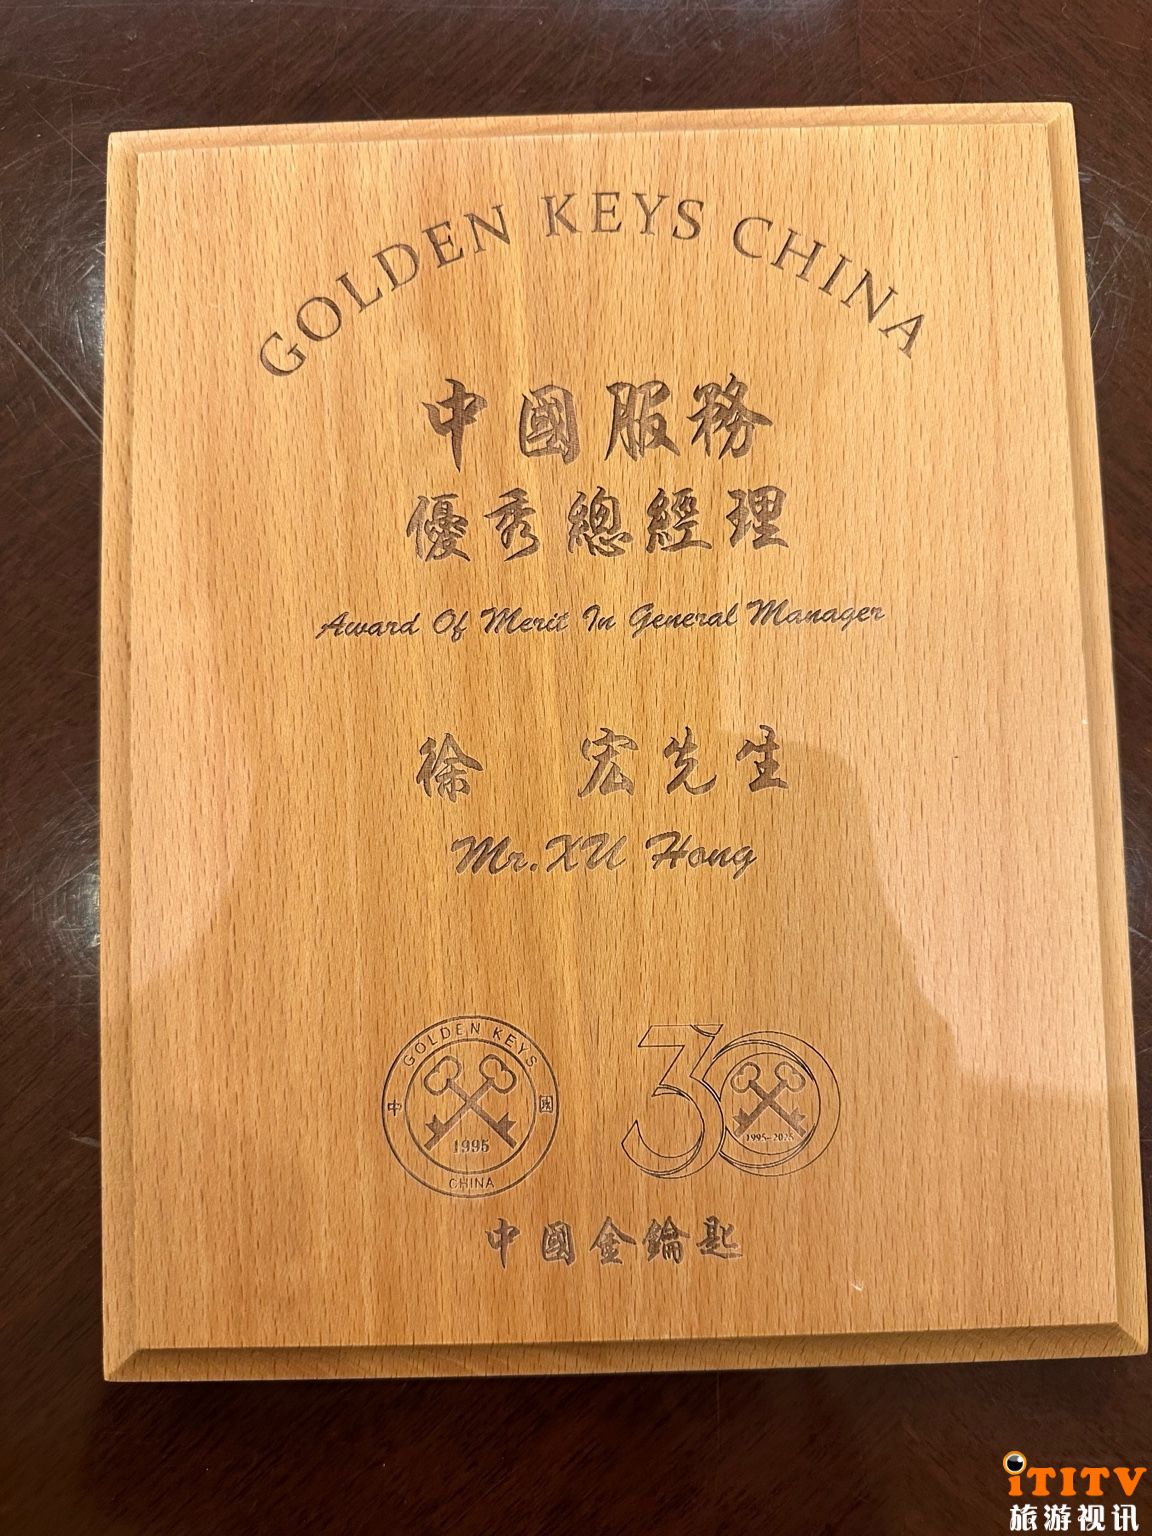 GOLDEN KEYS CHINA
中國服務
優秀總經理
Award Of Merit In General Manager
徐 宏先生
Mr.XU Hong
GOLDEN KEYS
中 國
1995
CHINA
30
1995-2025
中國金鑰匙
iTITV
旅游视讯